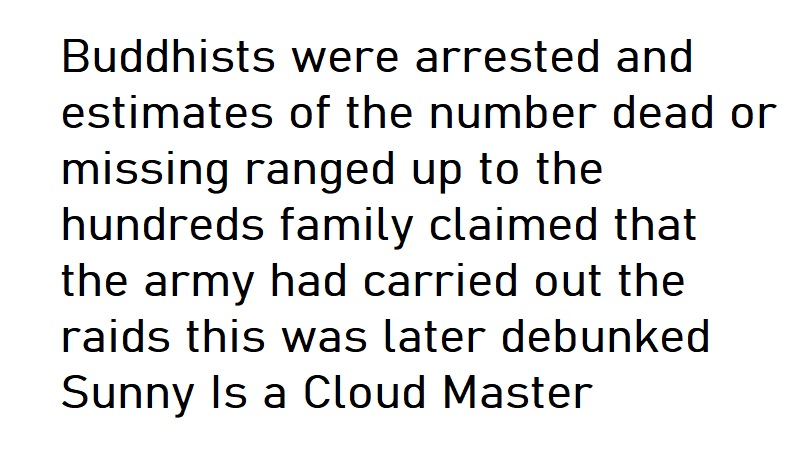 Buddhists were arrested and
estimates of the number dead or
missing ranged up to the
hundreds family claimed that
the army had carried out the
raids this was later debunked
Sunny Is a Cloud Master